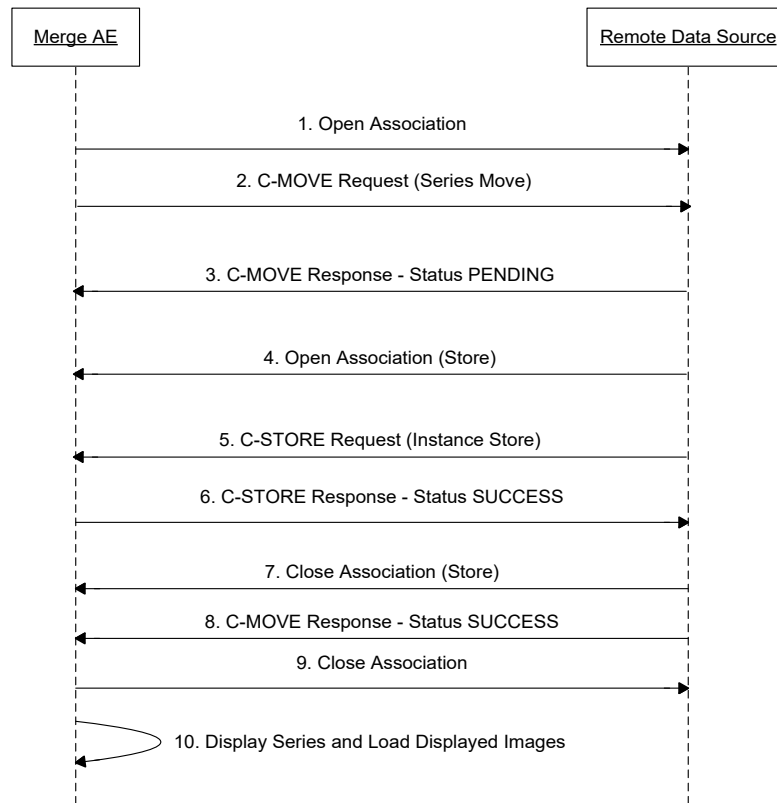 Merge AE
Remote Data Source
1. Open Association
2. C-MOVE Request (Series Move)
3. C-MOVE Response - Status PENDING
4. Open Association (Store)
5. C-STORE Request (Instance Store)
6. C-STORE Response - Status SUCCESS
7. Close Association (Store)
8. C-MOVE Response - Status SUCCESS
9. Close Association
10. Display Series and Load Displayed Images